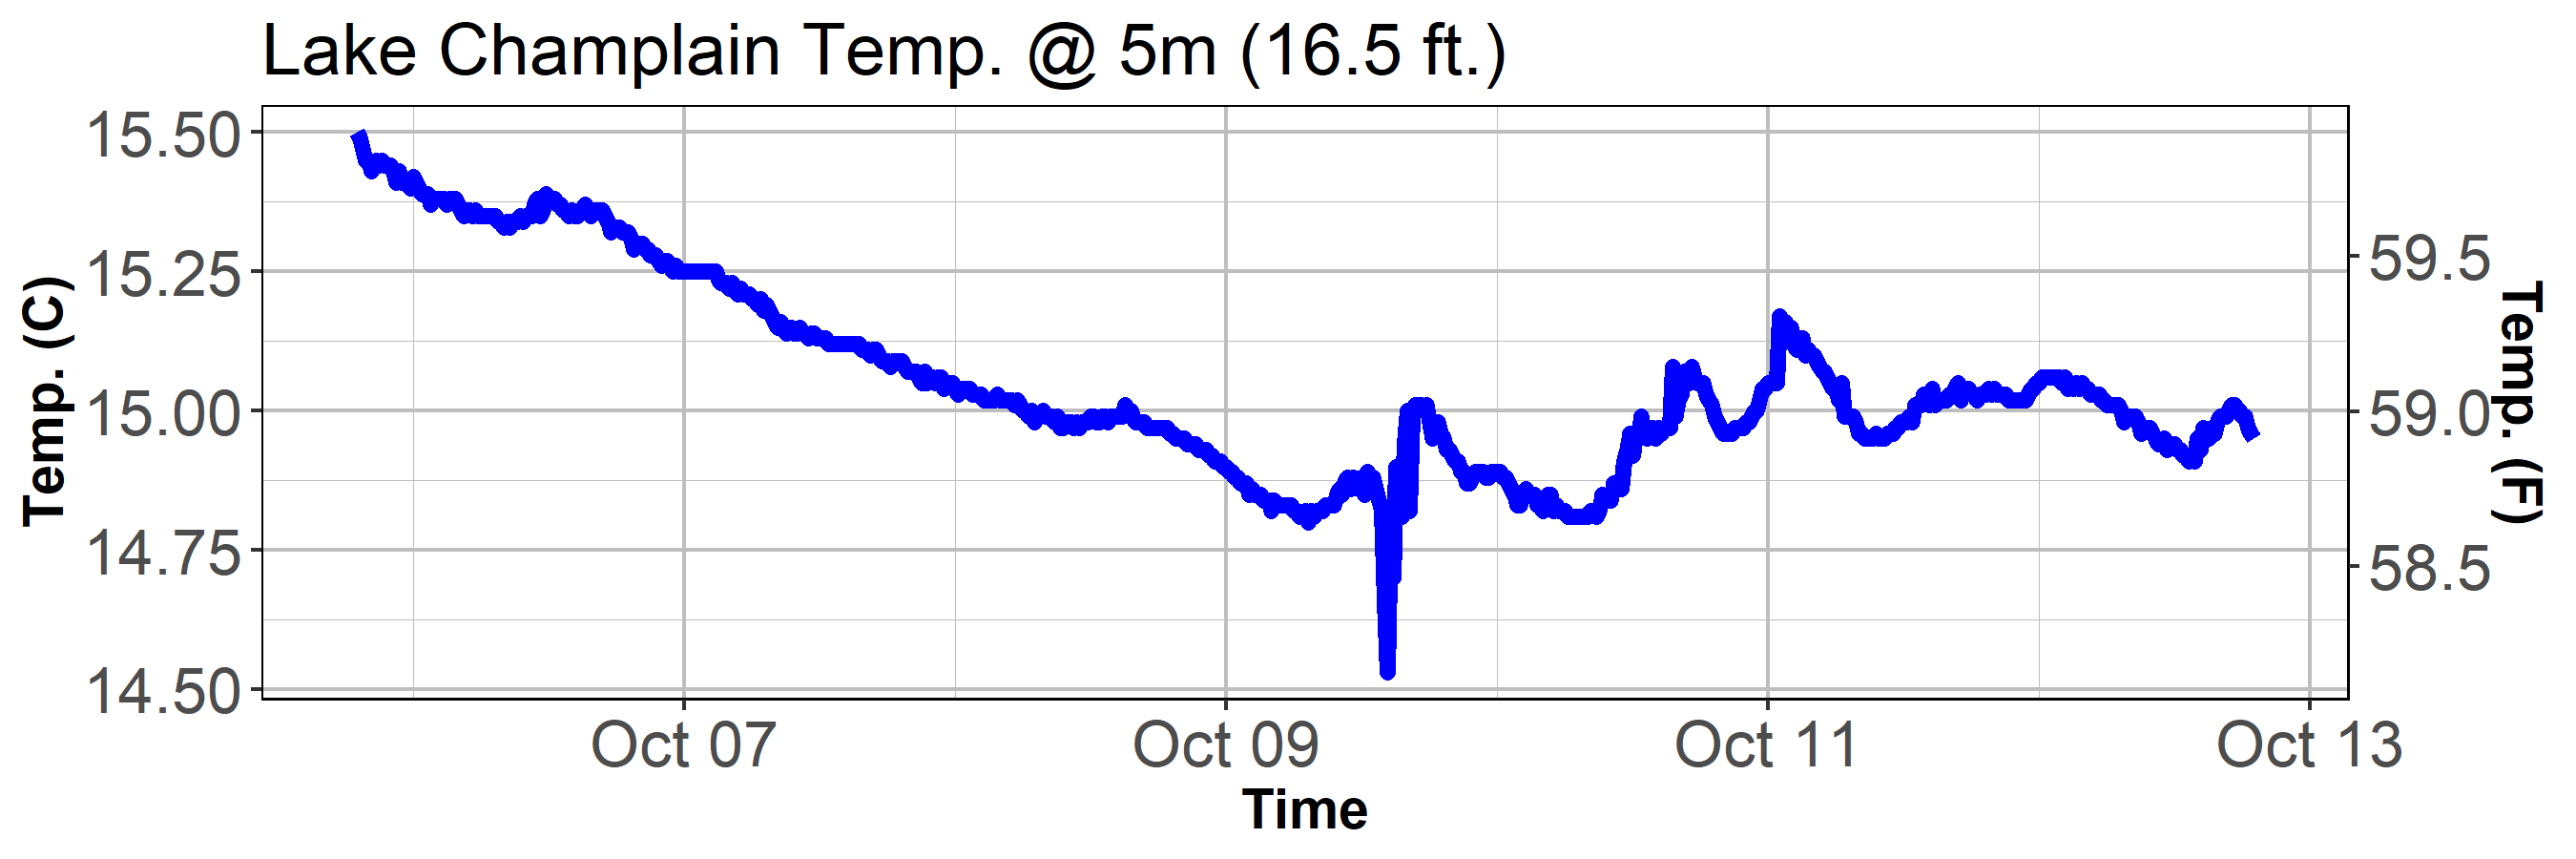 Lake Champlain Temp. @ 5m (16.5 ft.)
Temp. (C)
15.50
15.25
15.00
14.75
14.50
59.5
59.0
58.5
Temp. (F)
Oct 07
Oct 09
Oct 11
Oct 13
Time